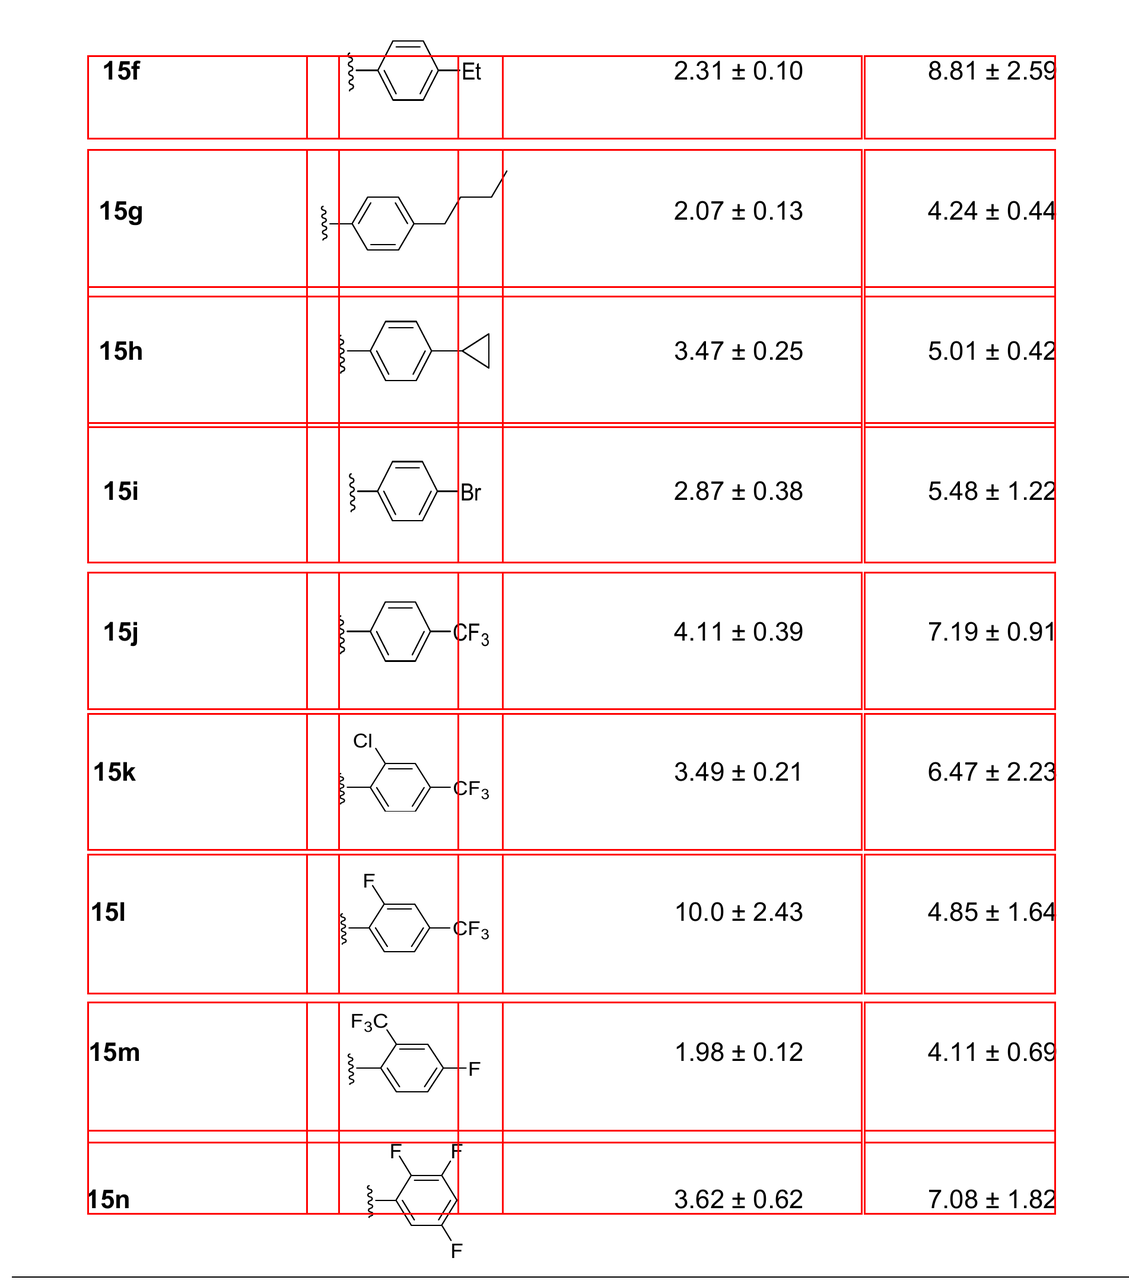 15f Et 2.31 ± 0.10 8.81 ± 2.59
15g 2.07 ± 0.13 4.24 ± 0.44
15h 3.47 ± 0.25 5.01 ± 0.42
15i Br 2.87 ± 0.38 5.48 ± 1.22
15j CF3 4.11 ± 0.39 7.19 ± 0.91
Cl
15k CF3 3.49 ± 0.21 6.47 ± 2.23
F
15l CF3 10.0 ± 2.43 4.85 ± 1.64
F3C
15m F 1.98 ± 0.12 4.11 ± 0.69
F F
15n 3.62 ± 0.62 7.08 ± 1.82
F